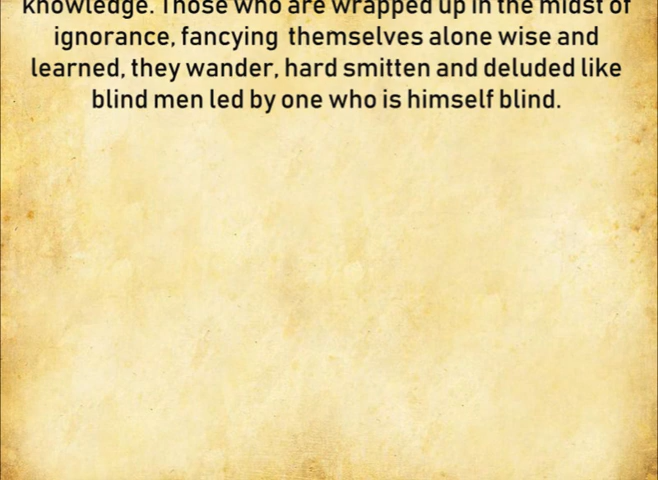 knowledge. Those who are wrapped up in the midst of
ignorance, fancying themselves alone wise and
learned, they wander, hard smitten and deluded like
blind men led by one who is himself blind.